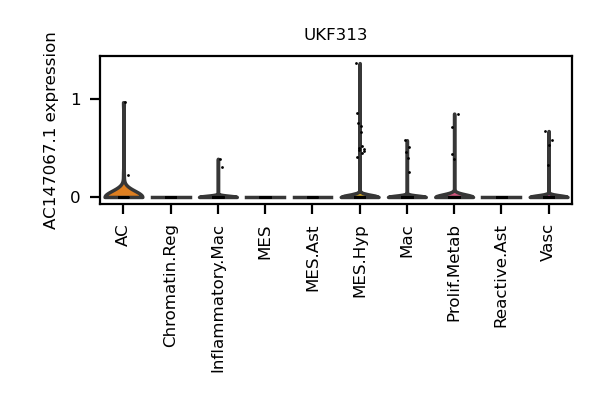 UKF313
AC147067.1 expression
1
0
AC
Chromatin.Reg
Inflammatory.Mac
MES
MES.Ast
MES.Hyp
Mac
Prolif.Metab
Reactive.Ast
Vasc